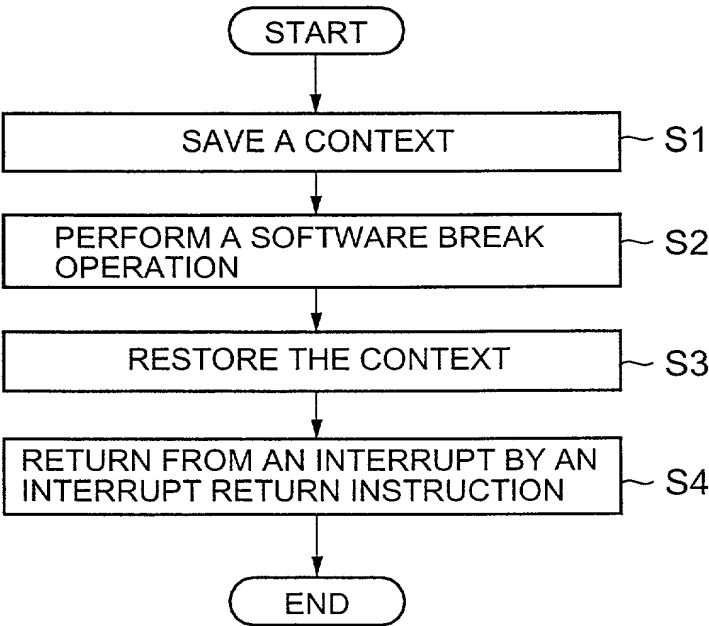 START
SAVE A CONTEXT
S1
PERFORM A SOFTWARE BREAK
OPERATION
S2
RESTORE THE CONTEXT
S3
RETURN FROM AN INTERRUPT BY AN
INTERRUPT RETURN INSTRUCTION
S4
END